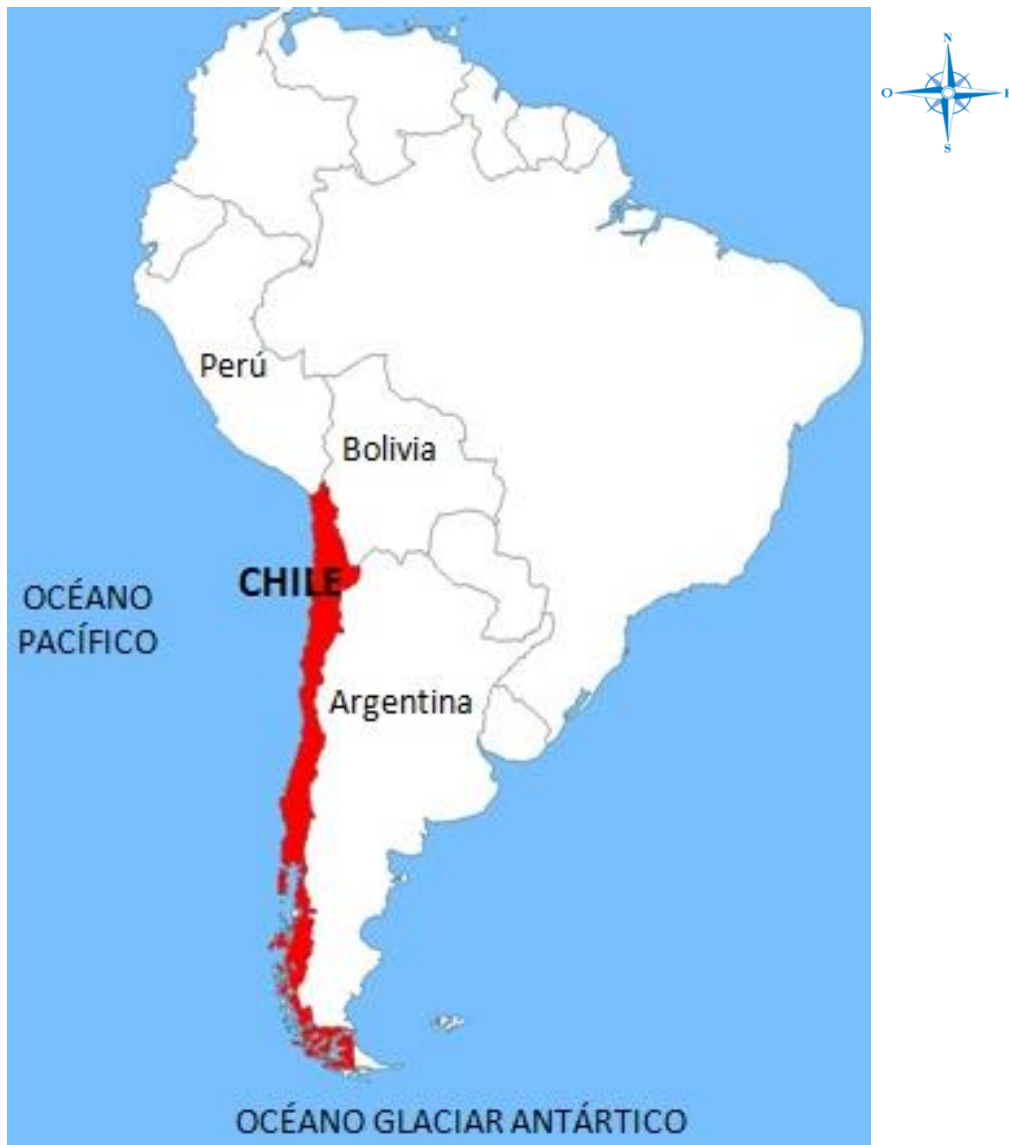 N
O
E
S
Perú
Bolivia
CHILE
OCÉANO
PACÍFICO
Argentina
OCÉANO GLACIAR ANTÁRTICO